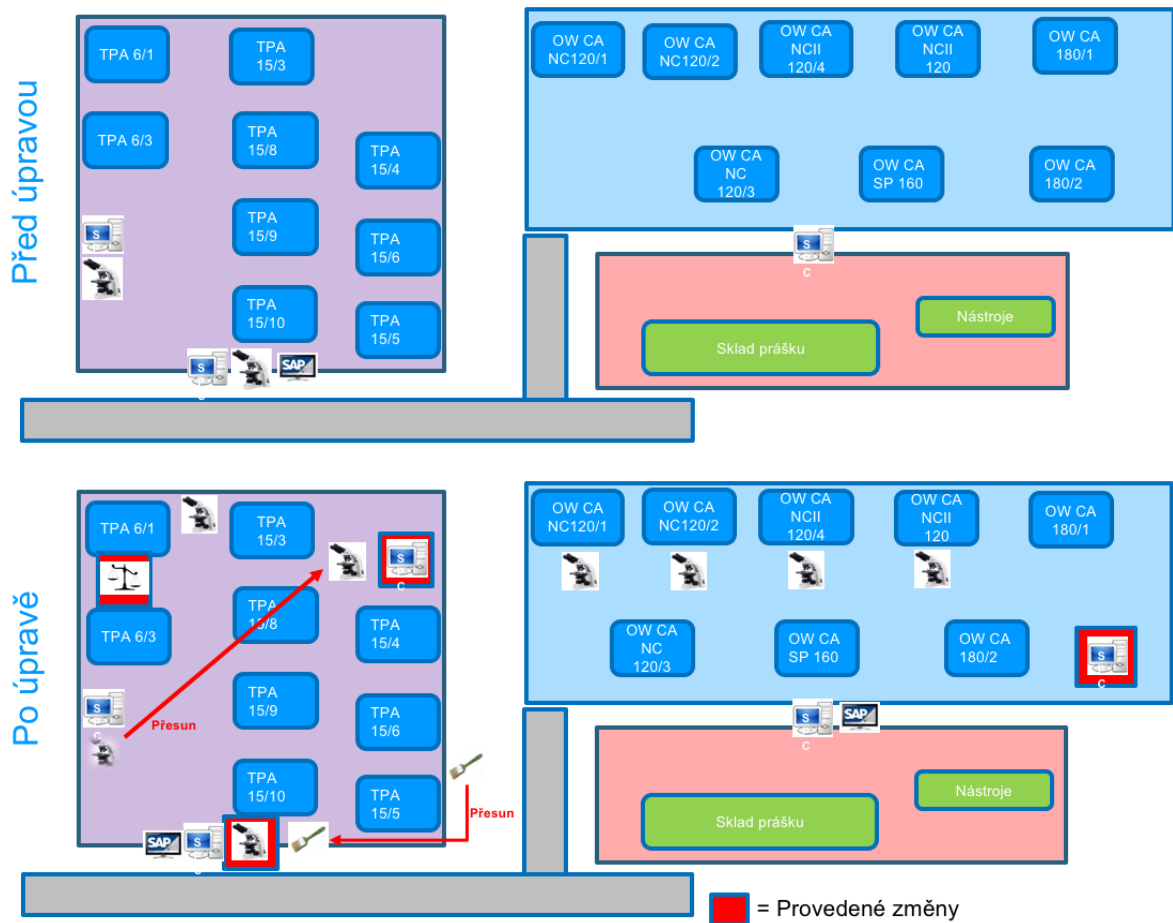 Před úpravou
TPA 6/1
TPA
15/3
TPA 6/3
TPA
15/8
TPA
15/4
TPA
15/9
TPA
15/6
TPA
15/10
TPA
15/5
S
S
C
SAP
OW CA
NC120/1
OW CA
NC120/2
OW CA
NCII
120/4
OW CA
NCII
120
OW CA
180/1
OW CA
NC
120/3
OW CA
SP 160
OW CA
180/2
S
C
Nástroje
Sklad prášku
Po úpravě
TPA 6/1
TPA
15/3
S
C
TPA 6/3
TPA
15/8
TPA
15/4
S
C
Přesun
TPA
15/9
TPA
15/6
TPA
15/10
TPA
15/5
Přesun
SAP
S
C
OW CA
NC120/1
OW CA
NC120/2
OW CA
NCII
120/4
OW CA
NCII
120
OW CA
180/1
OW CA
NC
120/3
OW CA
SP 160
OW CA
180/2
S
C
S
C
SAP
Nástroje
Sklad prášku
= Provedené změny